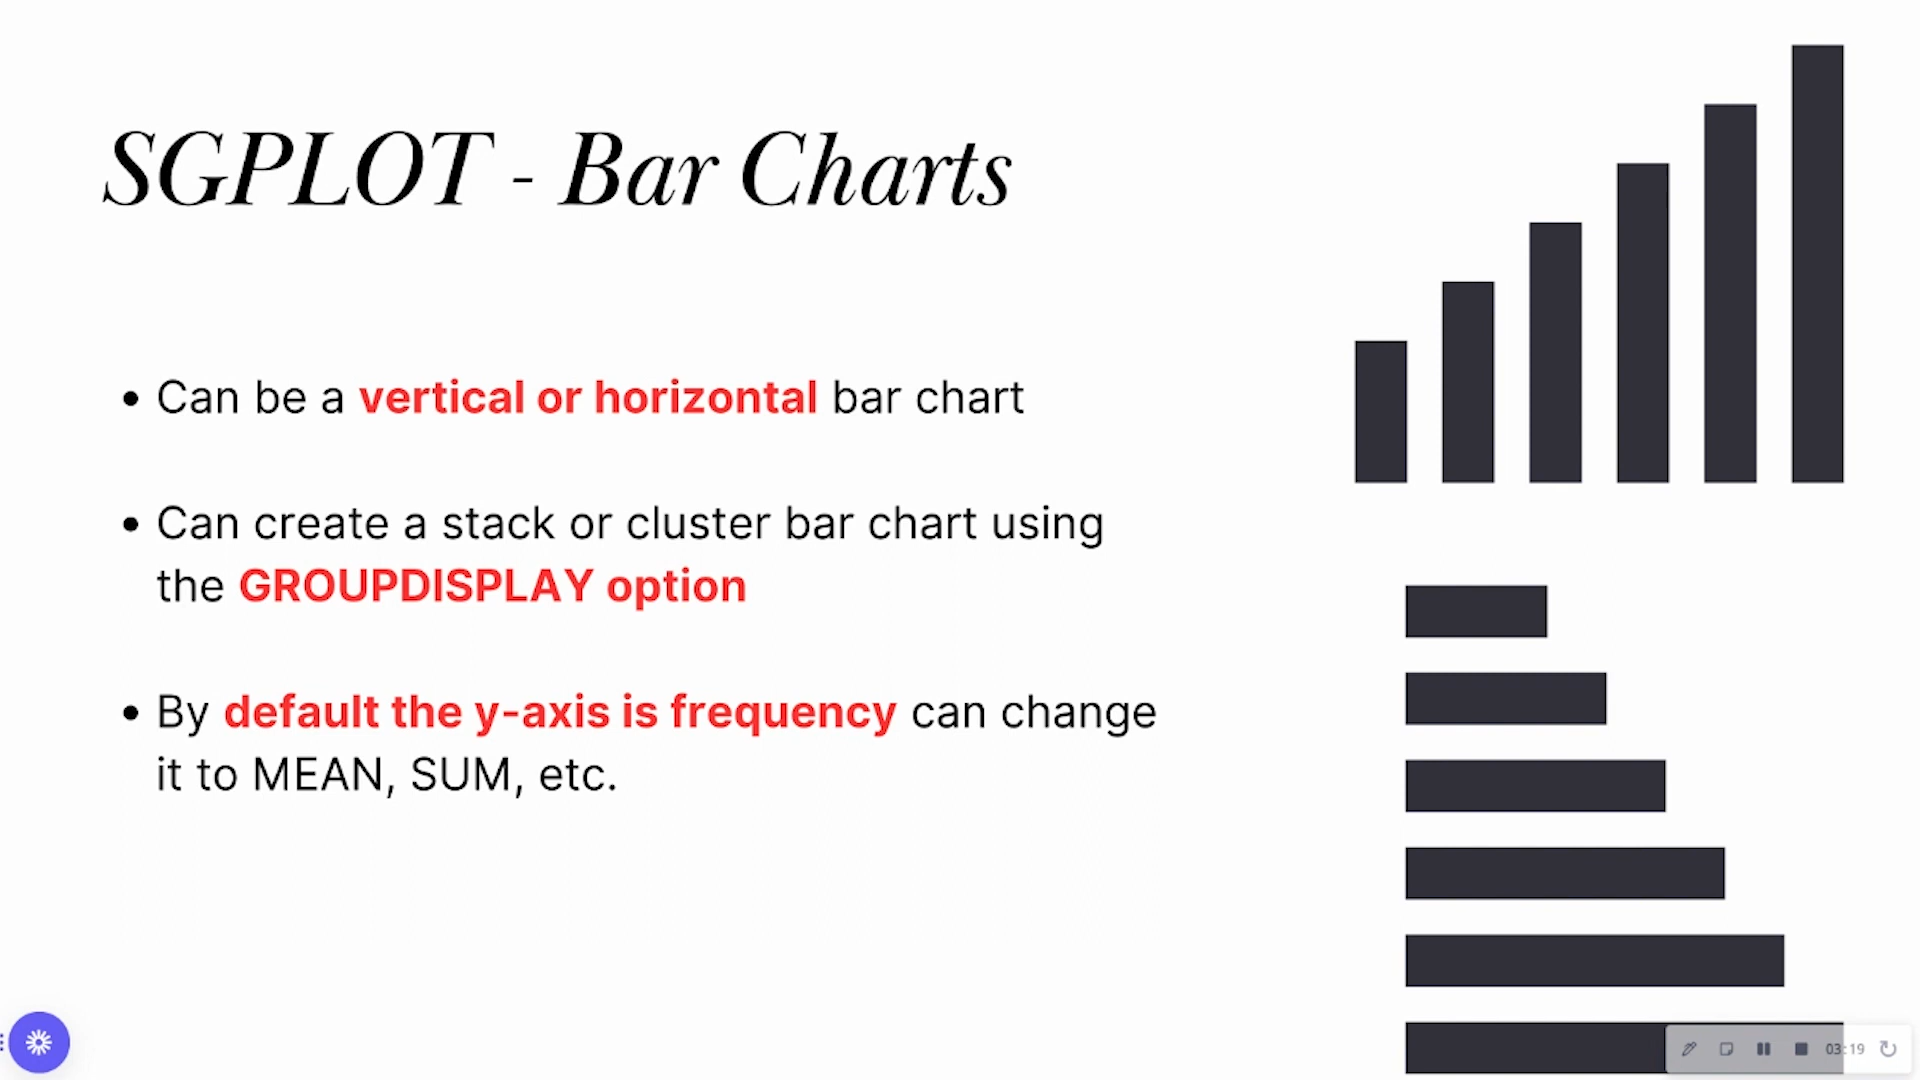 SGPLOT - Bar Charts
• Can be a vertical or horizontal bar chart
• Can create a stack or cluster bar chart using
the GROUPDISPLAY option
• By default the y-axis is frequency can change
it to MEAN, SUM, etc.
03:19